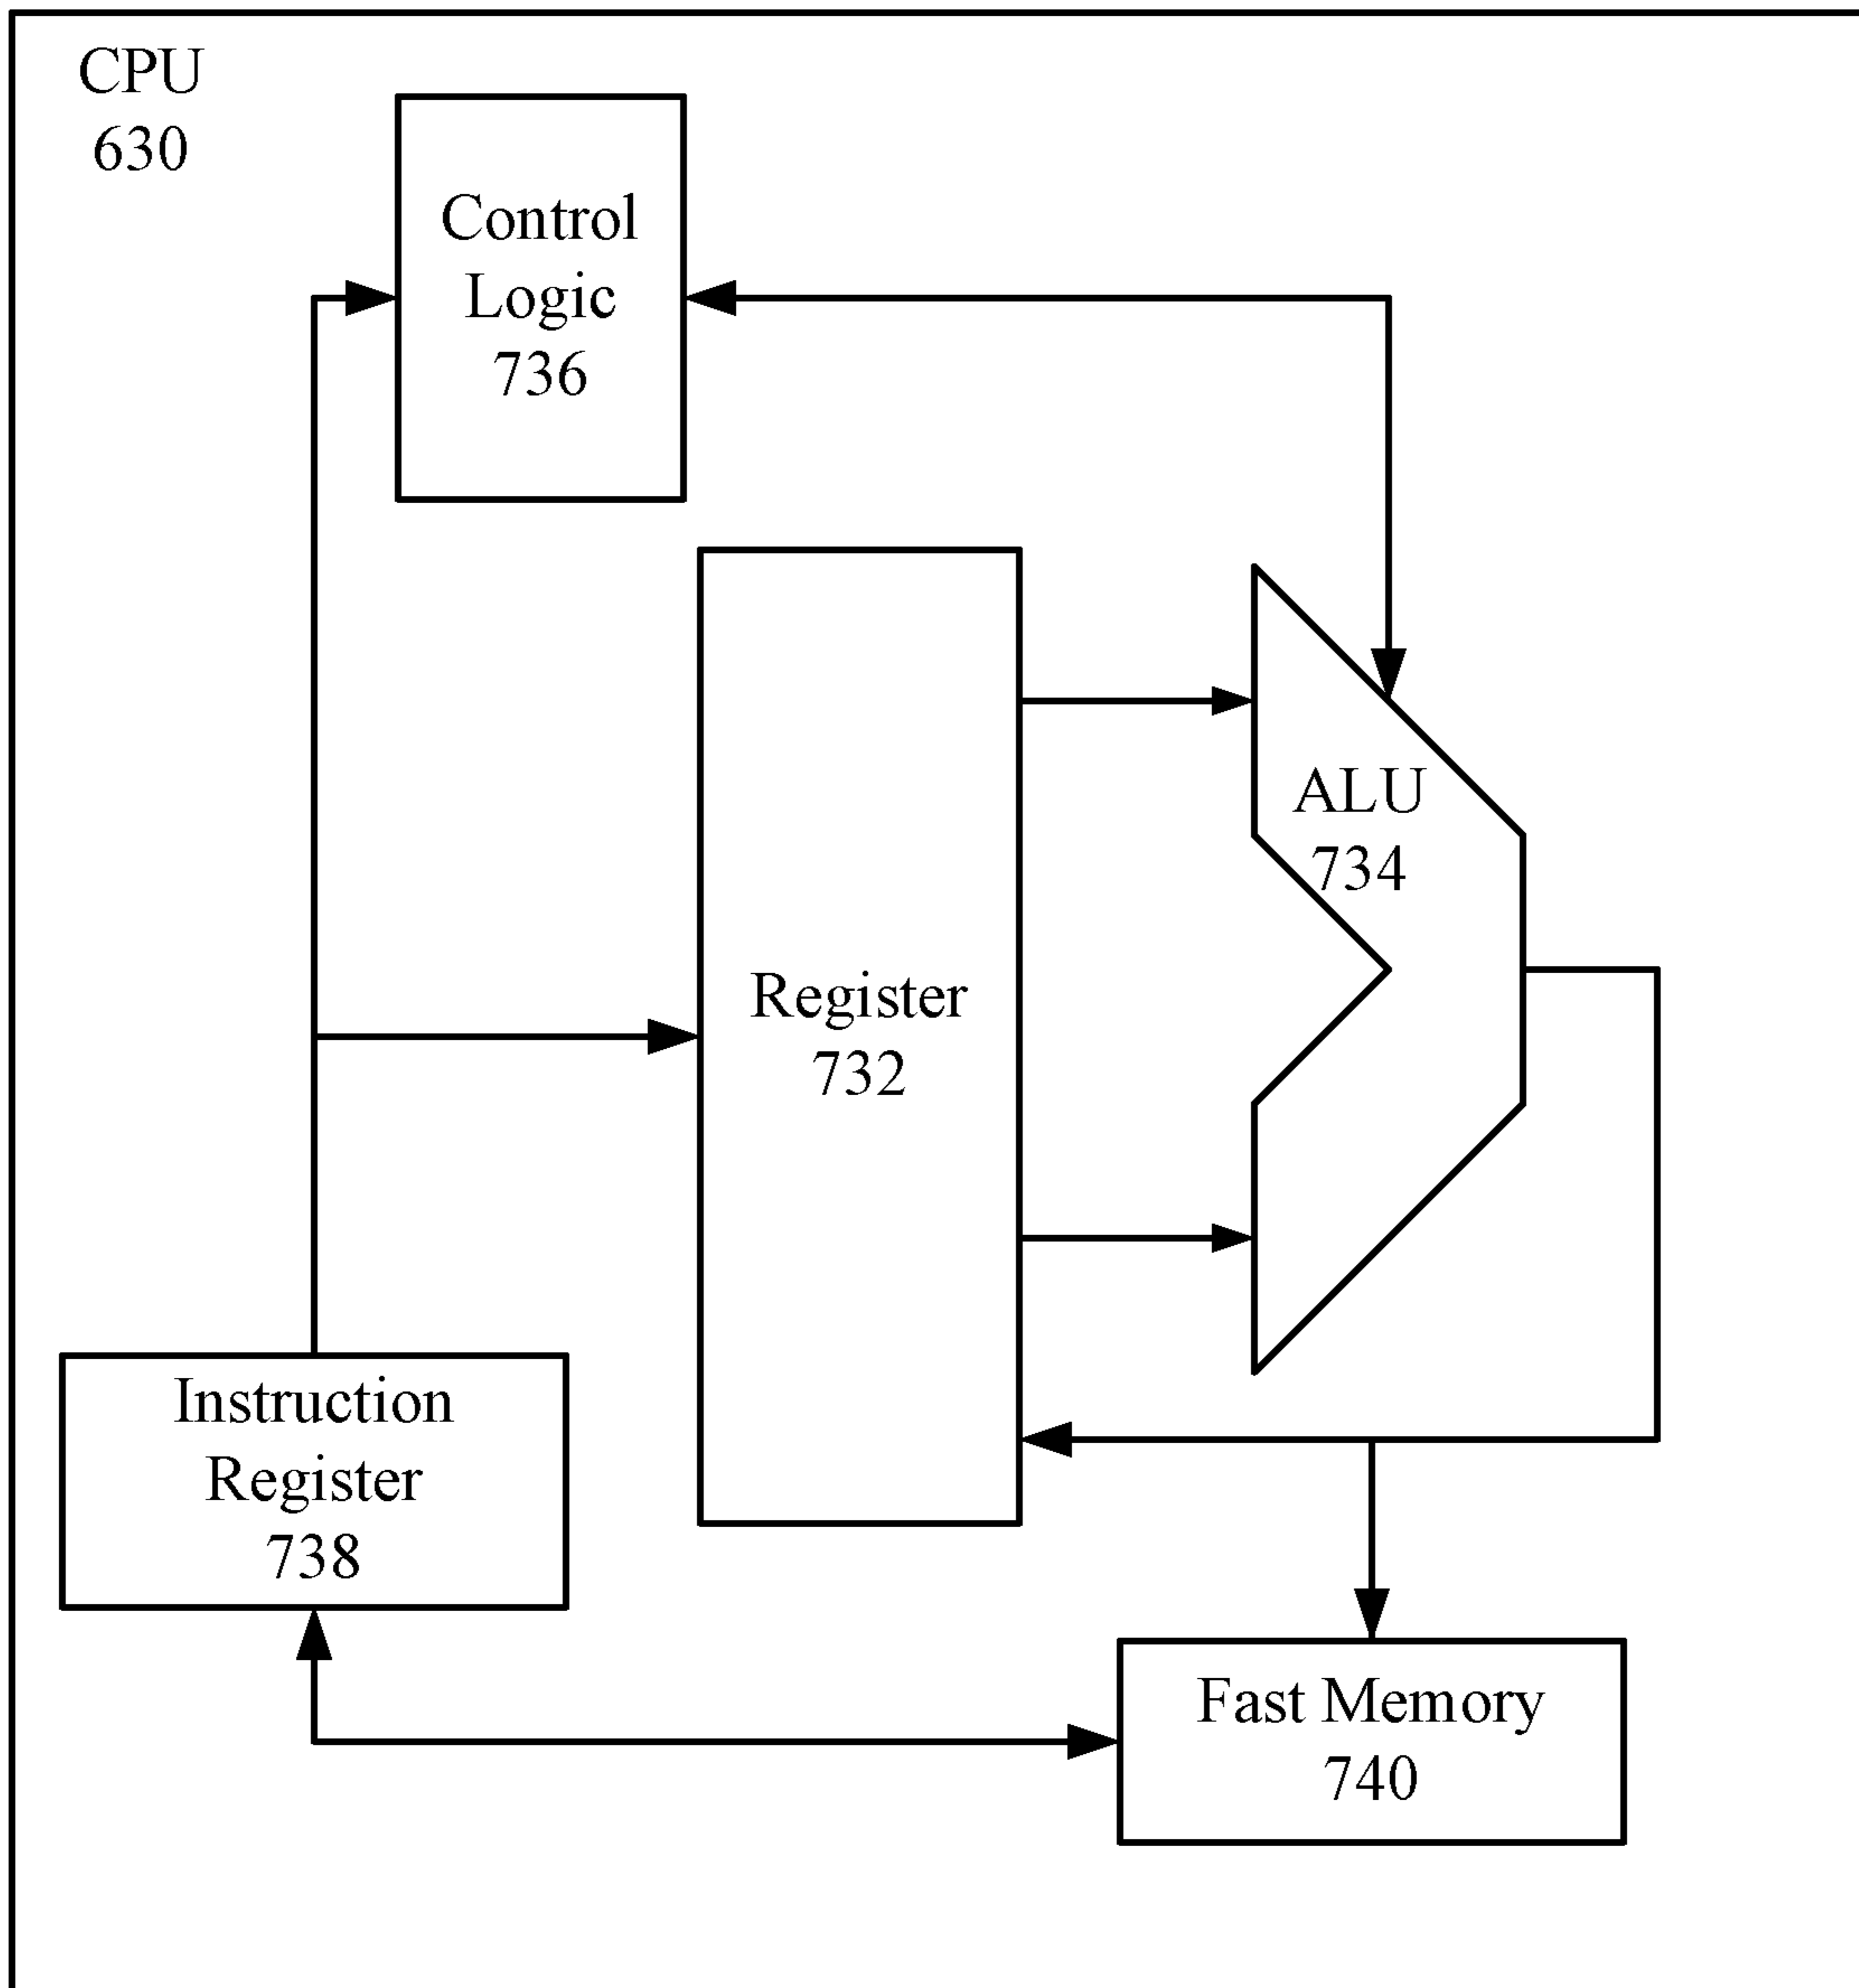 CPU
630
Control
Logic
736
ALU
734
Register
732
Instruction
Register
738
Fast Memory
740